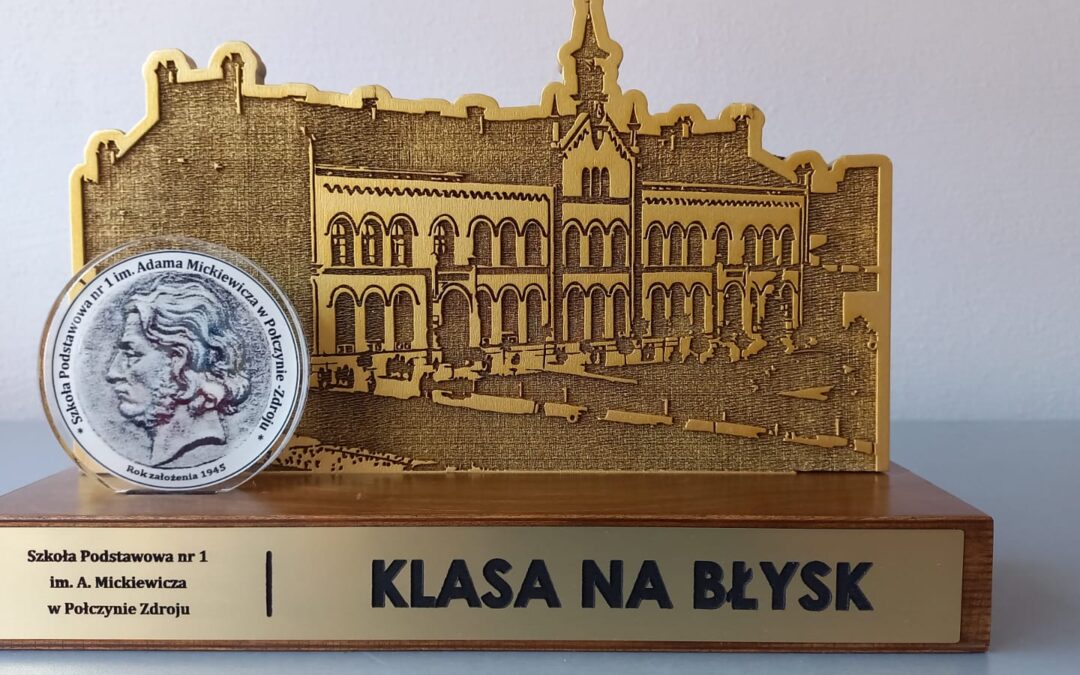 Szkoła Podstawowa nr 1 im. Adama Mickiewicza w Połczynie-Zdroju
Rok założenia 1945
Szkoła Podstawowa nr 1
im. A. Mickiewicza
w Połczynie Zdroju
KLASA NA BŁYSK